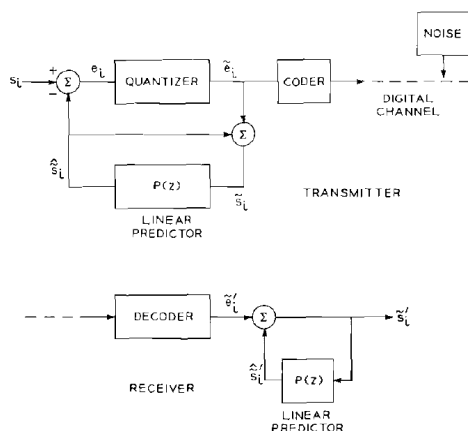 NOISE
s_i
+
−
Σ
e_i
QUANTIZER
ẽ_i
CODER
DIGITAL
CHANNEL
Σ
ŝ̃_i
P(Z)
s̃_i
LINEAR
PREDICTOR
TRANSMITTER
DECODER
ẽ'_i
Σ
s̃'_i
RECEIVER
ŝ̃'_i
P(Z)
LINEAR
PREDICTOR